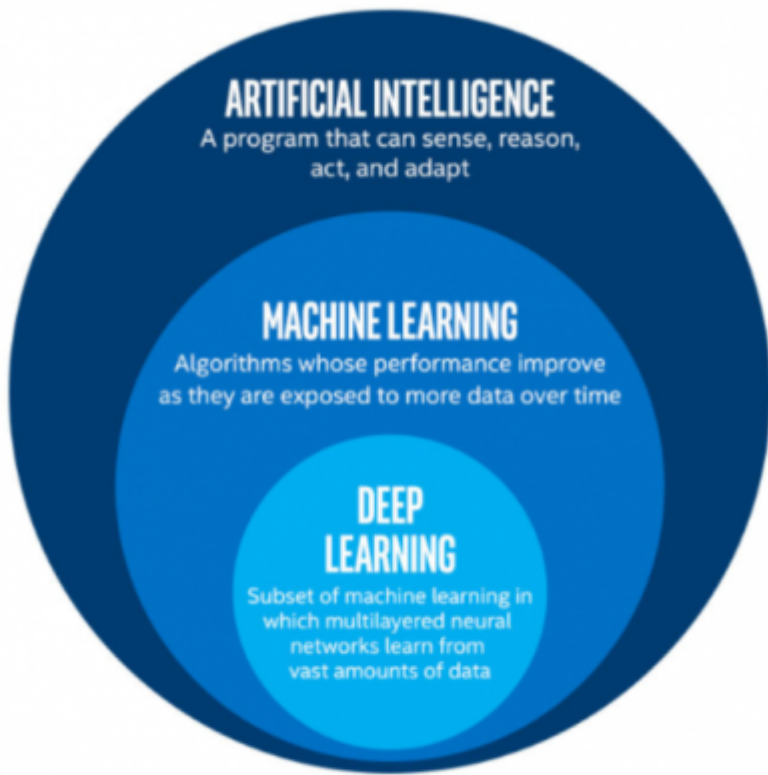 ARTIFICIAL INTELLIGENCE
A program that can sense, reason,
act, and adapt
MACHINE LEARNING
Algorithms whose performance improve
as they are exposed to more data over time
DEEP
LEARNING
Subset of machine learning in
which multilayered neural
networks learn from
vast amounts of data